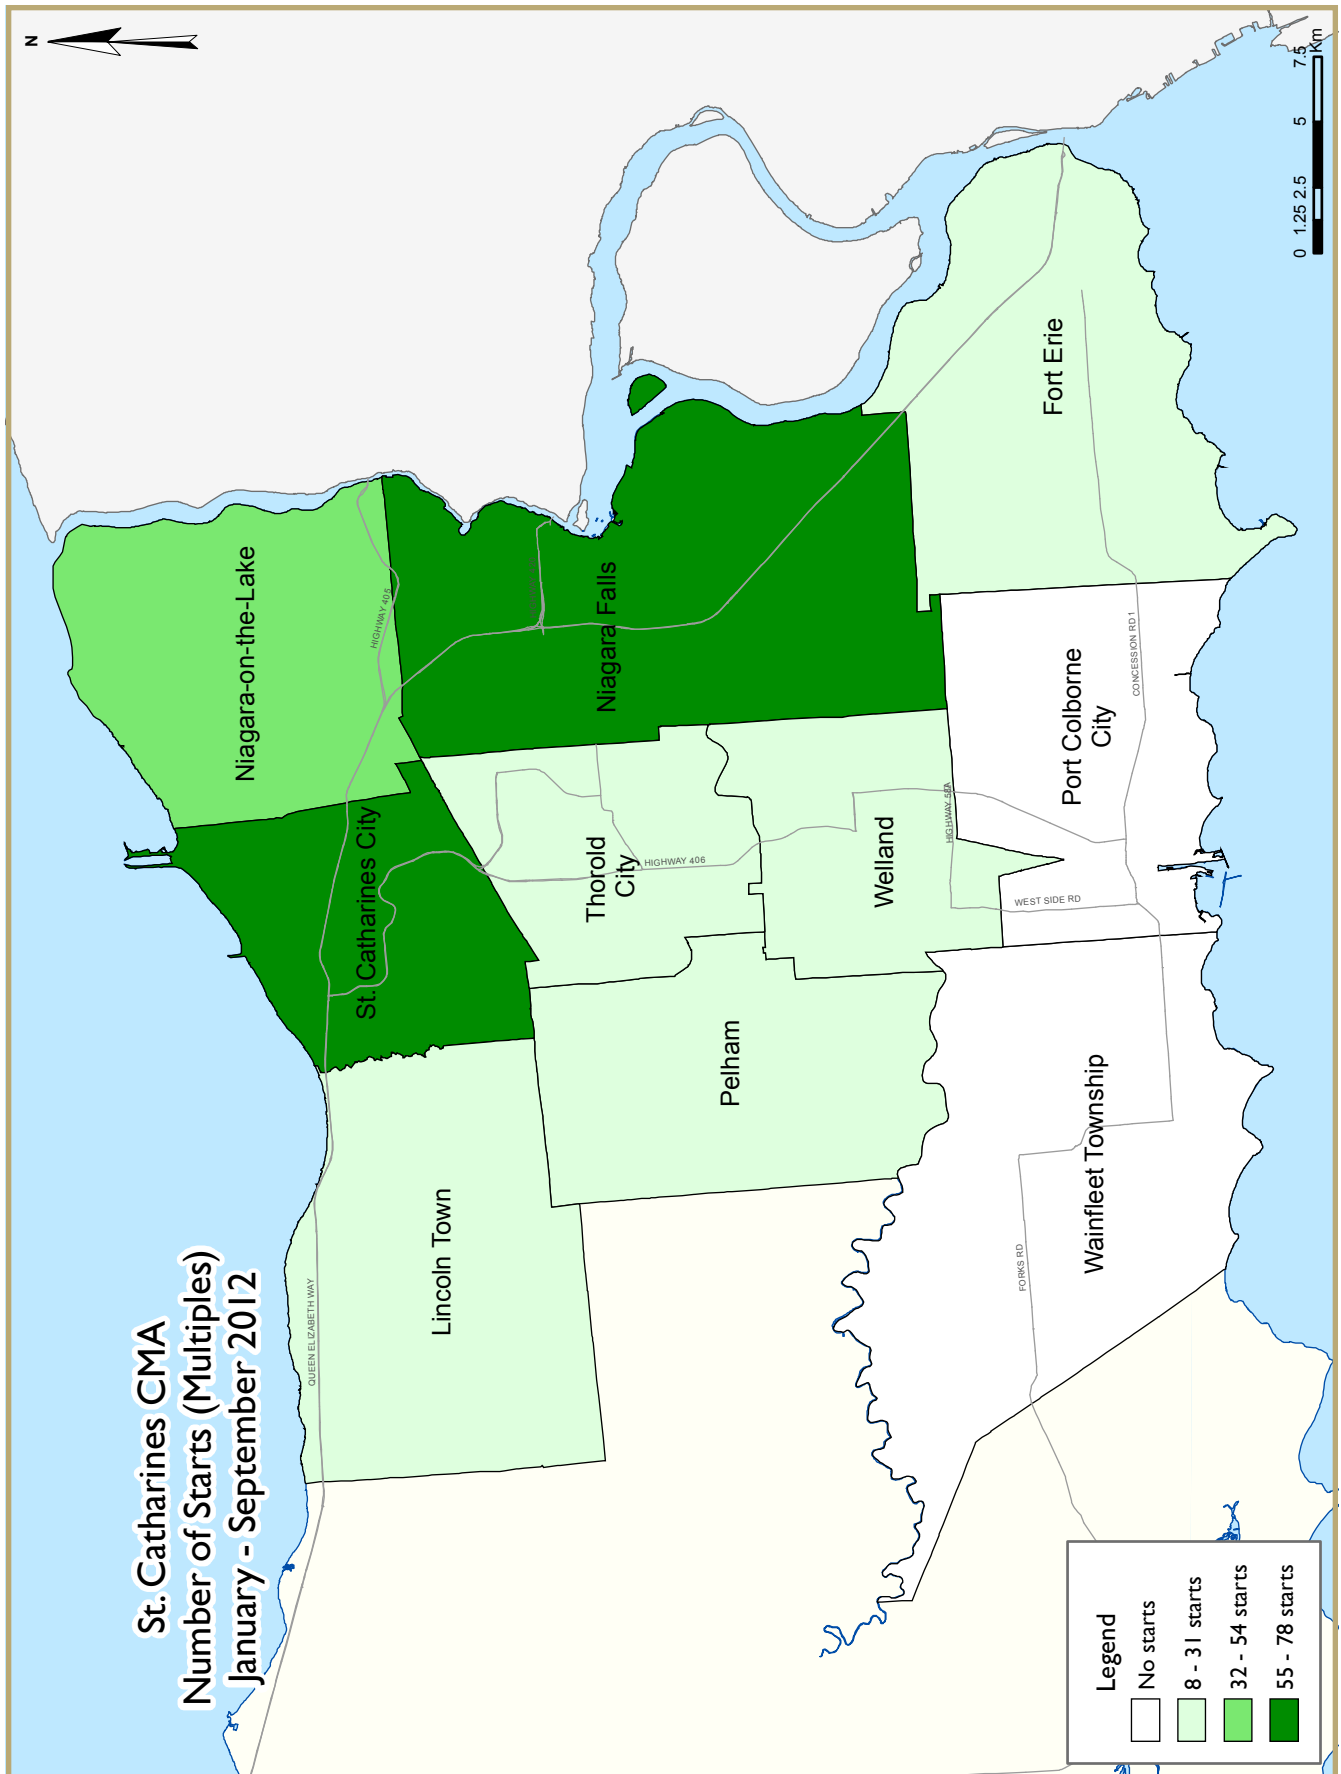 St. Catharines CMA
Number of Starts (Multiples)
January - September 2012
N
Niagara-on-the-Lake
HIGHWAY 405
St. Catharines City
QUEEN ELIZABETH WAY
Lincoln Town
Niagara Falls
Thorold
City
HIGHWAY 406
Pelham
Welland
HIGHWAY 58A
WEST SIDE RD
Fort Erie
Port Colborne
City
CONCESSION RD 1
Wainfleet Township
FORKS RD
Legend
No starts
8 - 31 starts
32 - 54 starts
55 - 78 starts
0 1.25 2.5 5 7.5
Km